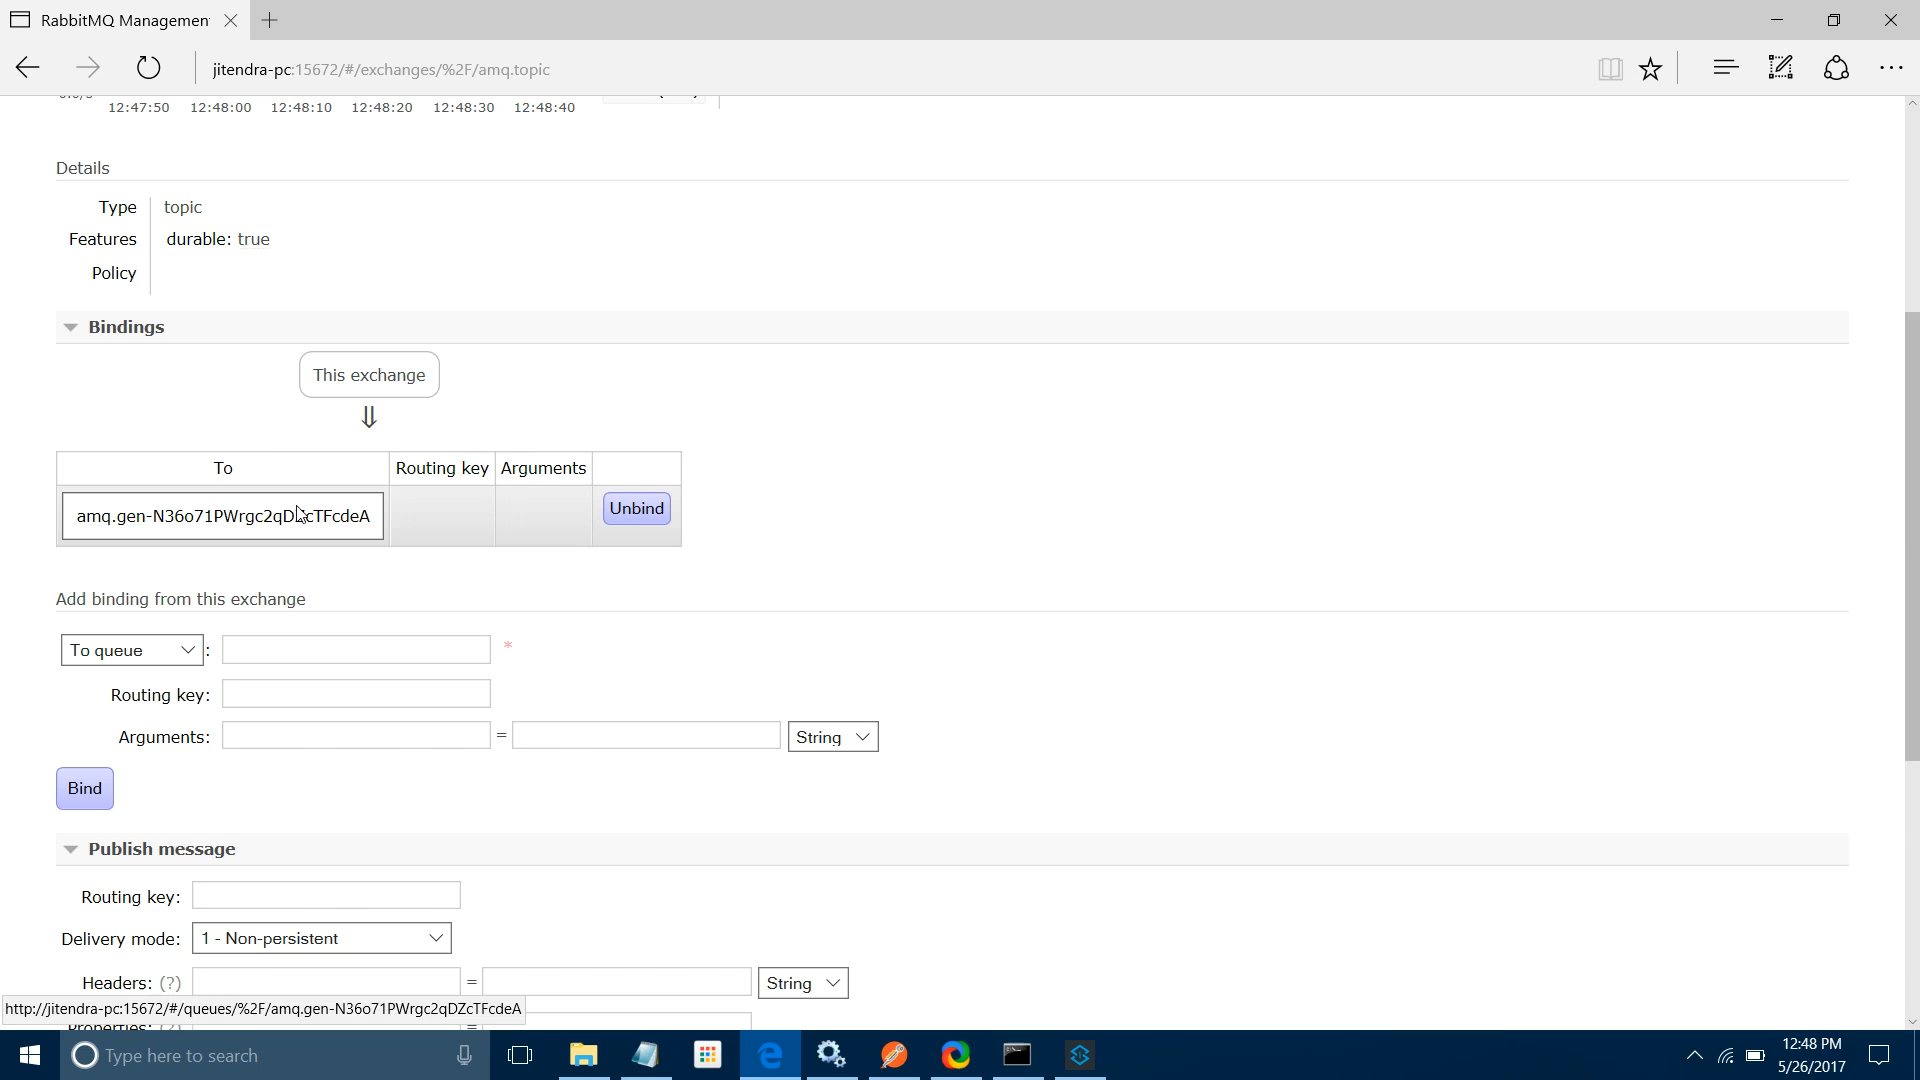 RabbitMQ Managemen
jitendra-pc:15672/#/exchanges/%2F/amq.topic
12:47:50 12:48:00 12:48:10 12:48:20 12:48:30 12:48:40
Details
Type topic
Features durable: true
Policy
Bindings
This exchange
⇓
To Routing key Arguments
amq.gen-N36o71PWrgc2qDZcTFcdeA Unbind
Add binding from this exchange
To queue : *
Routing key:
Arguments: = String
Bind
Publish message
Routing key:
Delivery mode: 1 - Non-persistent
Headers: (?) = String
http://jitendra-pc:15672/#/queues/%2F/amq.gen-N36o71PWrgc2qDZcTFcdeA
Properties: (?) =
Type here to search
12:48 PM
5/26/2017